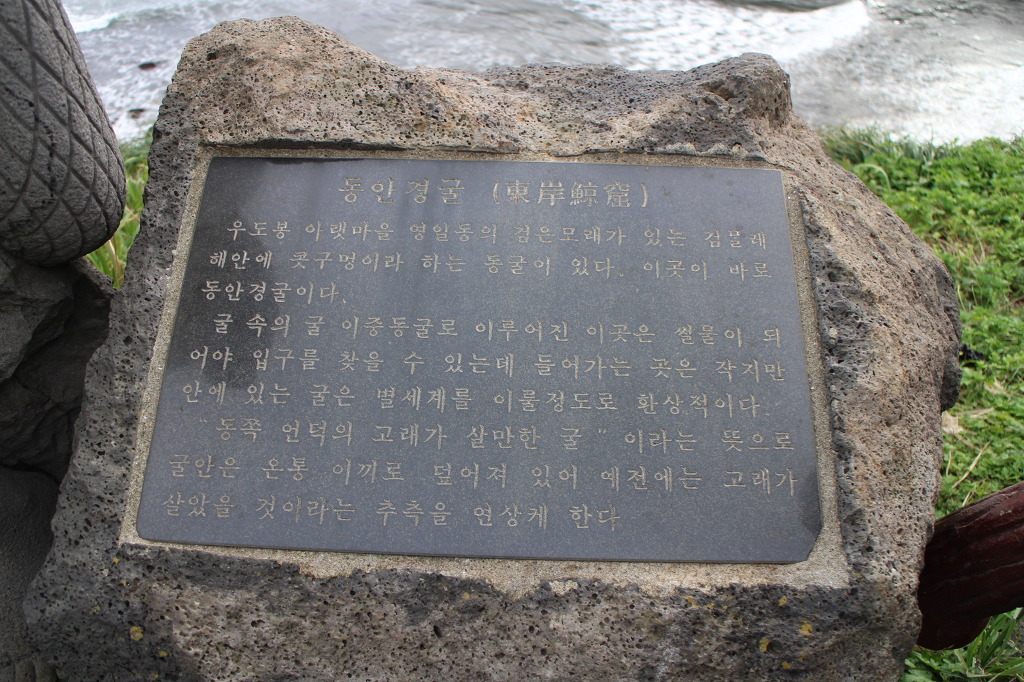 동안경굴 (東岸鯨窟)
우도봉 아랫마을 영일동의 검은모래가 있는 검멀레
해안에 콧구멍이라 하는 동굴이 있다. 이곳이 바로
동안경굴이다.
굴 속의 굴 이중동굴로 이루어진 이곳은 썰물이 되
어야 입구를 찾을 수 있는데 들어가는 곳은 작지만
안에 있는 굴은 별세계를 이룰정도로 환상적이다.
"동쪽 언덕의 고래가 살만한 굴" 이라는 뜻으로
굴안은 온통 이끼로 덮어져 있어 예전에는 고래가
살았을 것이라는 추측을 연상케 한다